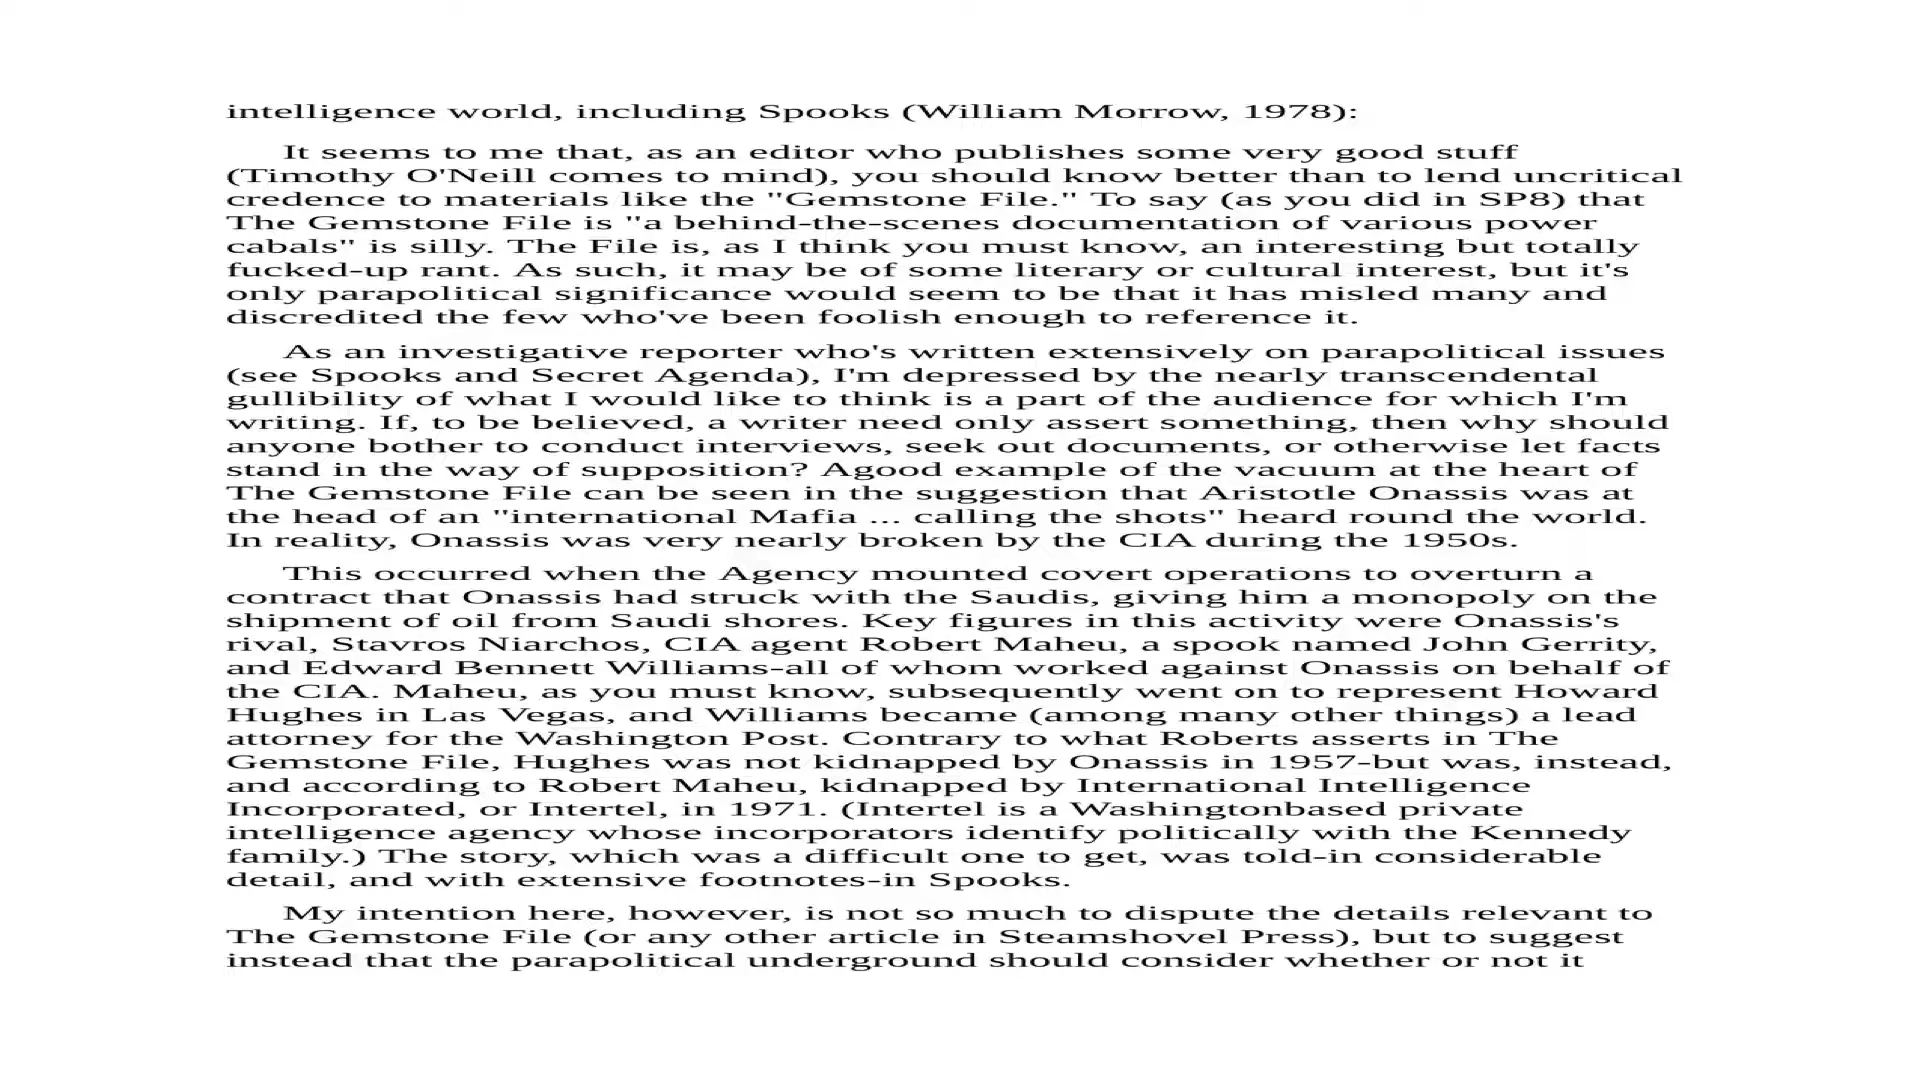 intelligence world, including Spooks (William Morrow, 1978):
It seems to me that, as an editor who publishes some very good stuff
(Timothy O'Neill comes to mind), you should know better than to lend uncritical
credence to materials like the "Gemstone File." To say (as you did in SP8) that
The Gemstone File is "a behind-the-scenes documentation of various power
cabals" is silly. The File is, as I think you must know, an interesting but totally
fucked-up rant. As such, it may be of some literary or cultural interest, but it's
only parapolitical significance would seem to be that it has misled many and
discredited the few who've been foolish enough to reference it.
As an investigative reporter who's written extensively on parapolitical issues
(see Spooks and Secret Agenda), I'm depressed by the nearly transcendental
gullibility of what I would like to think is a part of the audience for which I'm
writing. If, to be believed, a writer need only assert something, then why should
anyone bother to conduct interviews, seek out documents, or otherwise let facts
stand in the way of supposition? Agood example of the vacuum at the heart of
The Gemstone File can be seen in the suggestion that Aristotle Onassis was at
the head of an "international Mafia ... calling the shots" heard round the world.
In reality, Onassis was very nearly broken by the CIA during the 1950s.
This occurred when the Agency mounted covert operations to overturn a
contract that Onassis had struck with the Saudis, giving him a monopoly on the
shipment of oil from Saudi shores. Key figures in this activity were Onassis's
rival, Stavros Niarchos, CIA agent Robert Maheu, a spook named John Gerrity,
and Edward Bennett Williams-all of whom worked against Onassis on behalf of
the CIA. Maheu, as you must know, subsequently went on to represent Howard
Hughes in Las Vegas, and Williams became (among many other things) a lead
attorney for the Washington Post. Contrary to what Roberts asserts in The
Gemstone File, Hughes was not kidnapped by Onassis in 1957-but was, instead,
and according to Robert Maheu, kidnapped by International Intelligence
Incorporated, or Intertel, in 1971. (Intertel is a Washingtonbased private
intelligence agency whose incorporators identify politically with the Kennedy
family.) The story, which was a difficult one to get, was told-in considerable
detail, and with extensive footnotes-in Spooks.
My intention here, however, is not so much to dispute the details relevant to
The Gemstone File (or any other article in Steamshovel Press), but to suggest
instead that the parapolitical underground should consider whether or not it